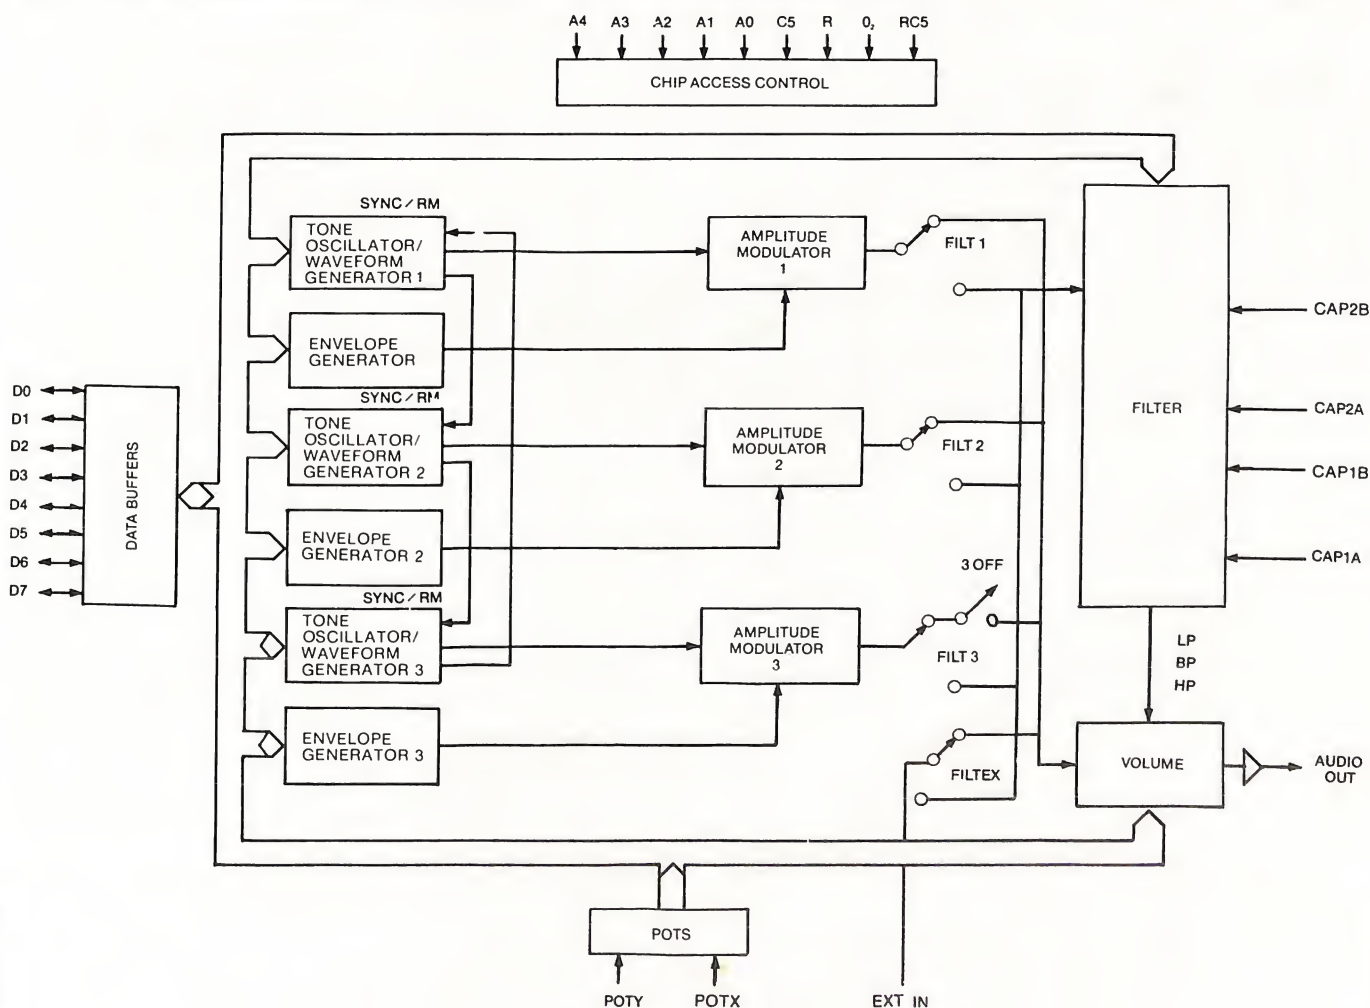 A4 A3 A2 A1 A0 C5 R 0₂ RC5
CHIP ACCESS CONTROL
SYNC/RM
TONE
OSCILLATOR/
WAVEFORM
GENERATOR 1
AMPLITUDE
MODULATOR
1
FILT 1
ENVELOPE
GENERATOR
CAP2B
SYNC/RM
D0
D1
D2
D3
D4
D5
D6
D7
DATA BUFFERS
TONE
OSCILLATOR/
WAVEFORM
GENERATOR 2
AMPLITUDE
MODULATOR
2
FILT 2
FILTER
CAP2A
CAP1B
CAP1A
ENVELOPE
GENERATOR 2
3 OFF
SYNC/RM
TONE
OSCILLATOR/
WAVEFORM
GENERATOR 3
AMPLITUDE
MODULATOR
3
FILT 3
LP
BP
HP
ENVELOPE
GENERATOR 3
FILTEX
VOLUME
AUDIO
OUT
POTS
POTY POTX EXT IN